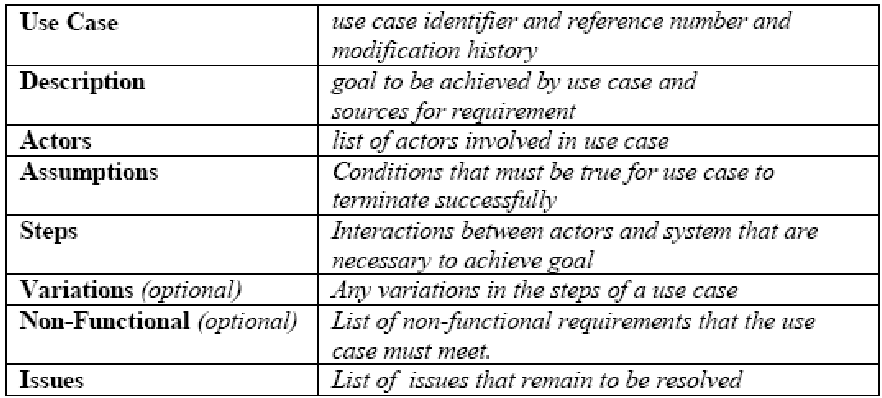 Use Case use case identifier and reference number and
modification history
Description goal to be achieved by use case and
sources for requirement
Actors list of actors involved in use case
Assumptions Conditions that must be true for use case to
terminate successfully
Steps Interactions between actors and system that are
necessary to achieve goal
Variations (optional) Any variations in the steps of a use case
Non-Functional (optional) List of non-functional requirements that the use
case must meet.
Issues List of issues that remain to be resolved